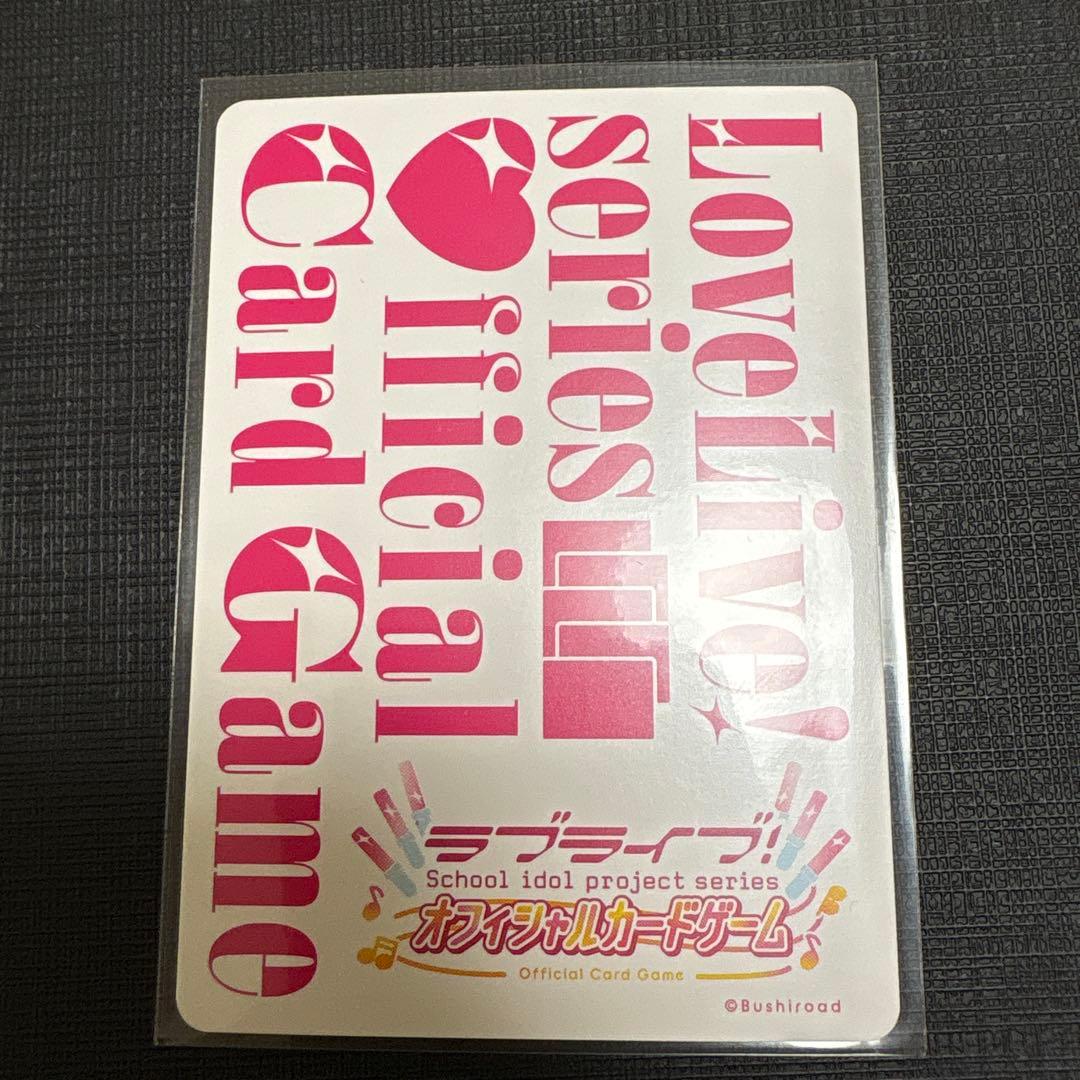 LoveLive!
series
♥fficial
Card Game
ラブライブ!
School idol project series
オフィシャルカードゲーム
Official Card Game
©Bushiroad